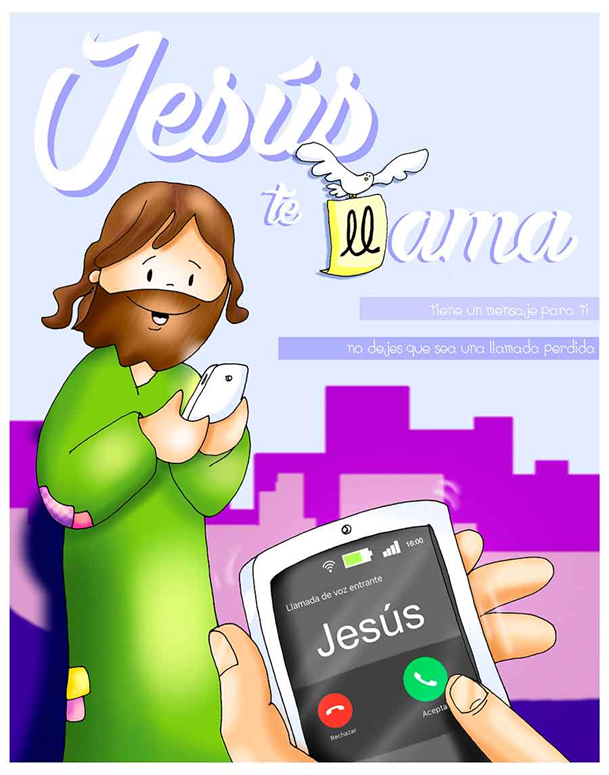 Jesús
te llama
tiene un mensaje para ti
no dejes que sea una llamada perdida
16:00
Llamada de voz entrante
Jesús
Rechazar
Acepta